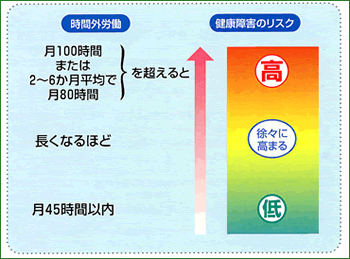 時間外労働
健康障害のリスク
月100時間
または
2〜6か月平均で
月80時間
を超えると
高
長くなるほど
徐々に
高まる
月45時間以内
低